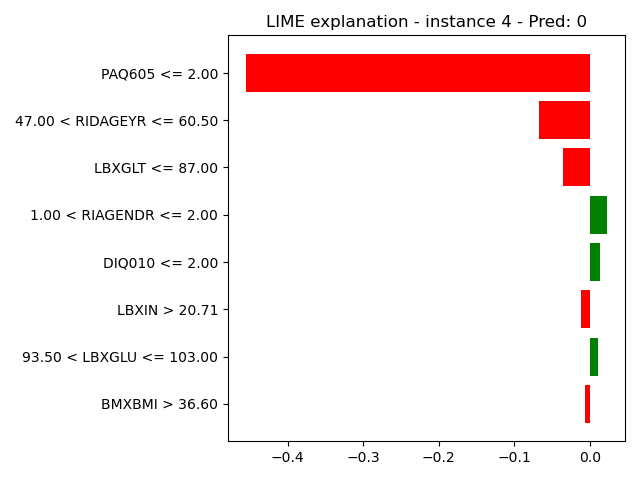 LIME explanation - instance 4 - Pred: 0
PAQ605 <= 2.00
47.00 < RIDAGEYR <= 60.50
LBXGLT <= 87.00
1.00 < RIAGENDR <= 2.00
DIQ010 <= 2.00
LBXIN > 20.71
93.50 < LBXGLU <= 103.00
BMXBMI > 36.60
−0.4 −0.3 −0.2 −0.1 0.0